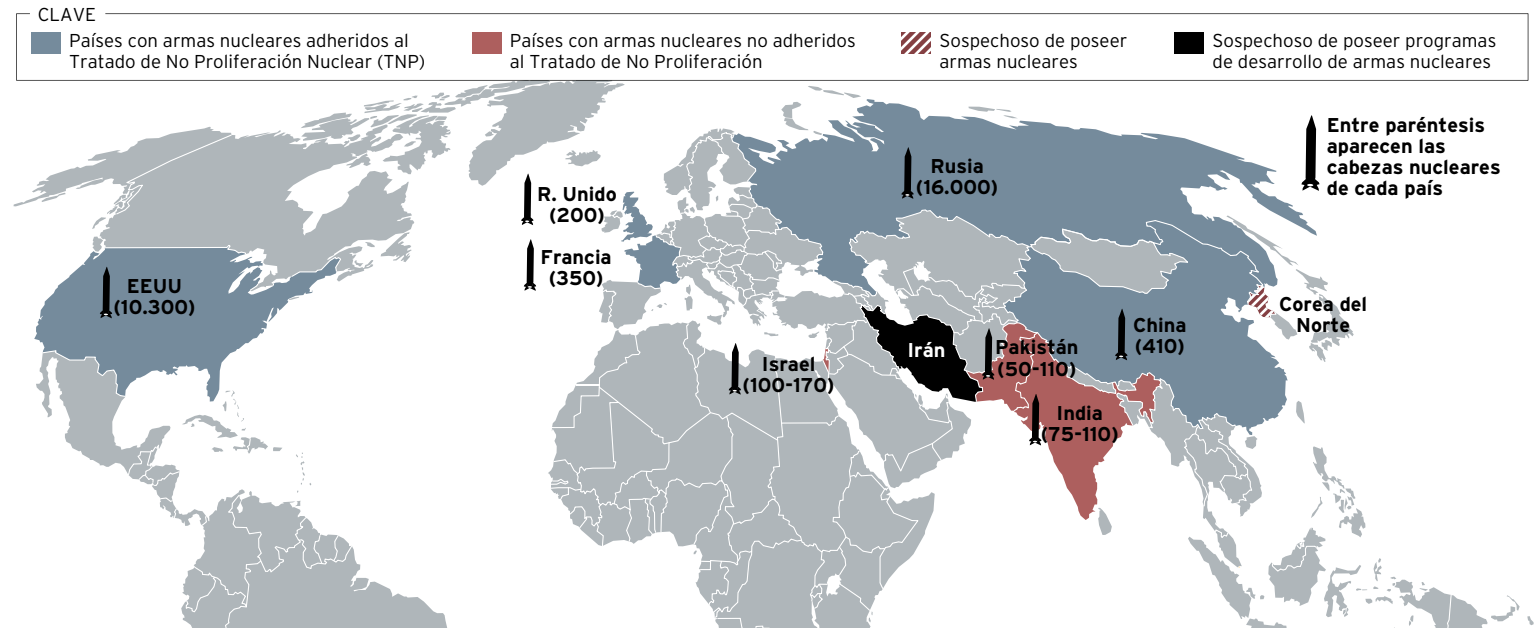 CLAVE
Países con armas nucleares adheridos al
Tratado de No Proliferación Nuclear (TNP)
Países con armas nucleares no adheridos
al Tratado de No Proliferación
Sospechoso de poseer
armas nucleares
Sospechoso de poseer programas
de desarrollo de armas nucleares
Entre paréntesis
aparecen las
cabezas nucleares
de cada país
Rusia
(16.000)
R. Unido
(200)
Francia
(350)
EEUU
(10.300)
Corea del
Norte
China
(410)
Irán
Pakistán
(50-110)
Israel
(100-170)
India
(75-110)